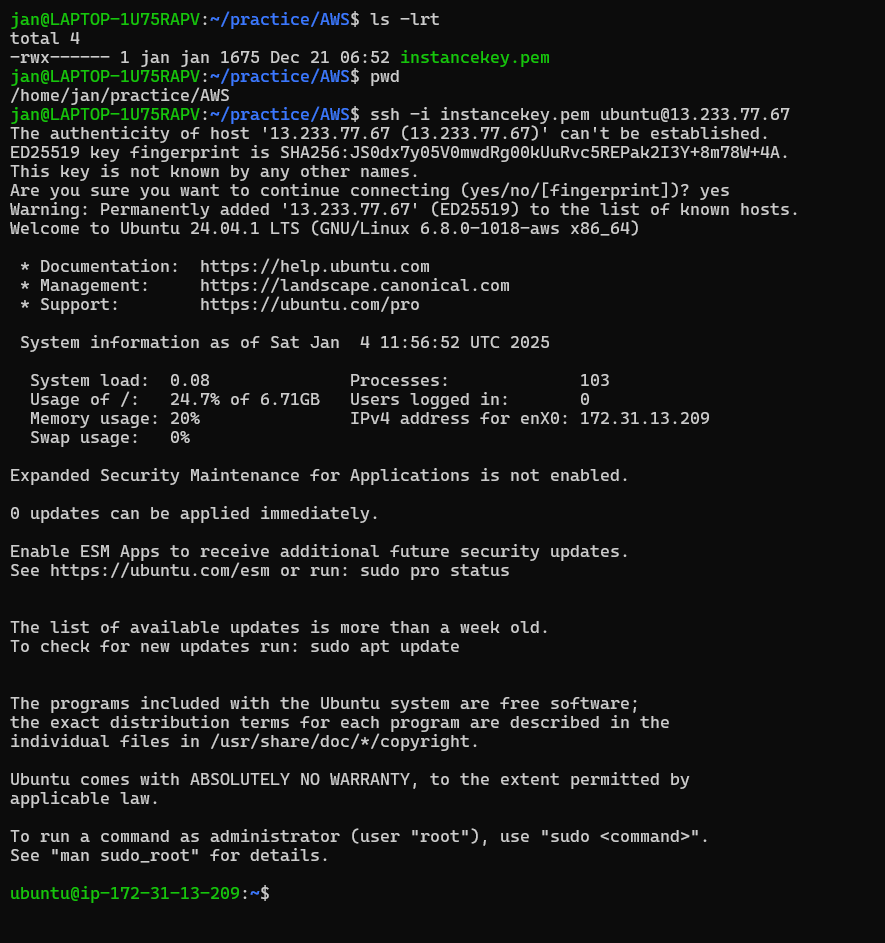 jan@LAPTOP-1U75RAPV:~/practice/AWS$ ls -lrt
total 4
-rwx------ 1 jan jan 1675 Dec 21 06:52 instancekey.pem
jan@LAPTOP-1U75RAPV:~/practice/AWS$ pwd
/home/jan/practice/AWS
jan@LAPTOP-1U75RAPV:~/practice/AWS$ ssh -i instancekey.pem ubuntu@13.233.77.67
The authenticity of host '13.233.77.67 (13.233.77.67)' can't be established.
ED25519 key fingerprint is SHA256:JS0dx7y05V0mwdRg00kUuRvc5REPak2I3Y+8m78W+4A.
This key is not known by any other names.
Are you sure you want to continue connecting (yes/no/[fingerprint])? yes
Warning: Permanently added '13.233.77.67' (ED25519) to the list of known hosts.
Welcome to Ubuntu 24.04.1 LTS (GNU/Linux 6.8.0-1018-aws x86_64)

 * Documentation:  https://help.ubuntu.com
 * Management:     https://landscape.canonical.com
 * Support:        https://ubuntu.com/pro

 System information as of Sat Jan  4 11:56:52 UTC 2025

  System load:  0.08              Processes:             103
  Usage of /:   24.7% of 6.71GB   Users logged in:       0
  Memory usage: 20%               IPv4 address for enX0: 172.31.13.209
  Swap usage:   0%

Expanded Security Maintenance for Applications is not enabled.

0 updates can be applied immediately.

Enable ESM Apps to receive additional future security updates.
See https://ubuntu.com/esm or run: sudo pro status


The list of available updates is more than a week old.
To check for new updates run: sudo apt update


The programs included with the Ubuntu system are free software;
the exact distribution terms for each program are described in the
individual files in /usr/share/doc/*/copyright.

Ubuntu comes with ABSOLUTELY NO WARRANTY, to the extent permitted by
applicable law.

To run a command as administrator (user "root"), use "sudo <command>".
See "man sudo_root" for details.

ubuntu@ip-172-31-13-209:~$